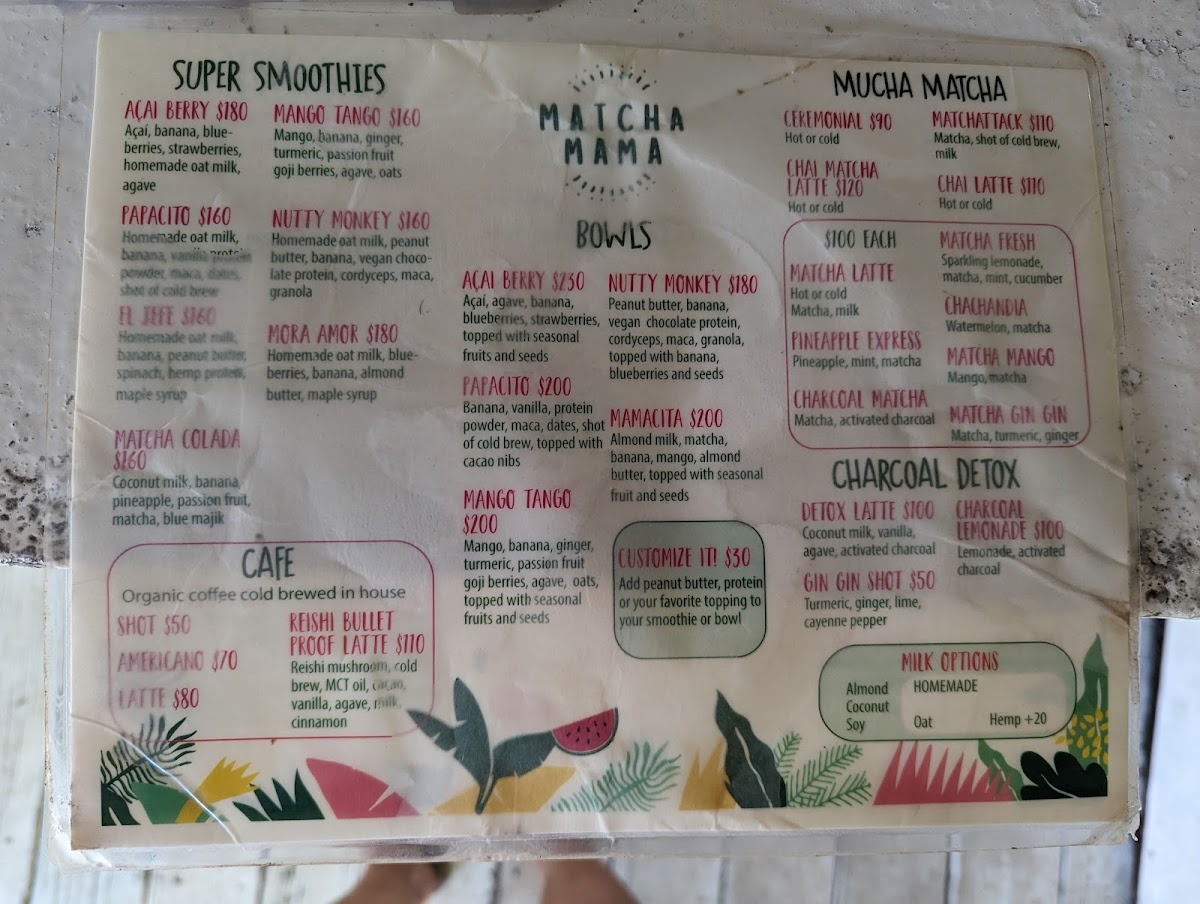 SUPER SMOOTHIES
AÇAI BERRY $180
Açaí, banana, blue-
berries, strawberries,
homemade oat milk,
agave
MANGO TANGO $160
Mango, banana, ginger,
turmeric, passion fruit
goji berries, agave, oats
PAPACITO $160
Homemade oat milk,
banana, vanilla protein
powder, maca, dates,
shot of cold brew
NUTTY MONKEY $160
Homemade oat milk, peanut
butter, banana, vegan choco-
late protein, cordyceps, maca,
granola
EL JEFE $160
Homemade oat milk,
banana, peanut butter,
spinach, hemp protein,
maple syrup
MORA AMOR $180
Homemade oat milk, blue-
berries, banana, almond
butter, maple syrup
MATCHA COLADA
$160
Coconut milk, banana,
pineapple, passion fruit,
matcha, blue majik
CAFE
Organic coffee cold brewed in house
SHOT $50
AMERICANO $70
LATTE $80
REISHI BULLET
PROOF LATTE $110
Reishi mushroom, cold
brew, MCT oil, cacao,
vanilla, agave, milk,
cinnamon
MATCHA
MAMA
BOWLS
AÇAI BERRY $230
Açaí, agave, banana,
blueberries, strawberries,
topped with seasonal
fruits and seeds
PAPACITO $200
Banana, vanilla, protein
powder, maca, dates, shot
of cold brew, topped with
cacao nibs
MANGO TANGO
$200
Mango, banana, ginger,
turmeric, passion fruit
goji berries, agave, oats,
topped with seasonal
fruits and seeds
NUTTY MONKEY $180
Peanut butter, banana,
vegan chocolate protein,
cordyceps, maca, granola,
topped with banana,
blueberries and seeds
MAMACITA $200
Almond milk, matcha,
banana, mango, almond
butter, topped with seasonal
fruit and seeds
CUSTOMIZE IT! $30
Add peanut butter, protein
or your favorite topping to
your smoothie or bowl
MUCHA MATCHA
CEREMONIAL $90
Hot or cold
MATCHATTACK $110
Matcha, shot of cold brew,
milk
CHAI MATCHA
LATTE $120
Hot or cold
CHAI LATTE $110
Hot or cold
$100 EACH
MATCHA LATTE
Hot or cold
Matcha, milk
PINEAPPLE EXPRESS
Pineapple, mint, matcha
CHARCOAL MATCHA
Matcha, activated charcoal
MATCHA FRESH
Sparkling lemonade,
matcha, mint, cucumber
CHACHANDIA
Watermelon, matcha
MATCHA MANGO
Mango, matcha
MATCHA GIN GIN
Matcha, turmeric, ginger
CHARCOAL DETOX
DETOX LATTE $100
Coconut milk, vanilla,
agave, activated charcoal
CHARCOAL
LEMONADE $100
Lemonade, activated
charcoal
GIN GIN SHOT $50
Turmeric, ginger, lime,
cayenne pepper
MILK OPTIONS
Almond
Coconut
Soy
HOMEMADE
Oat Hemp +20